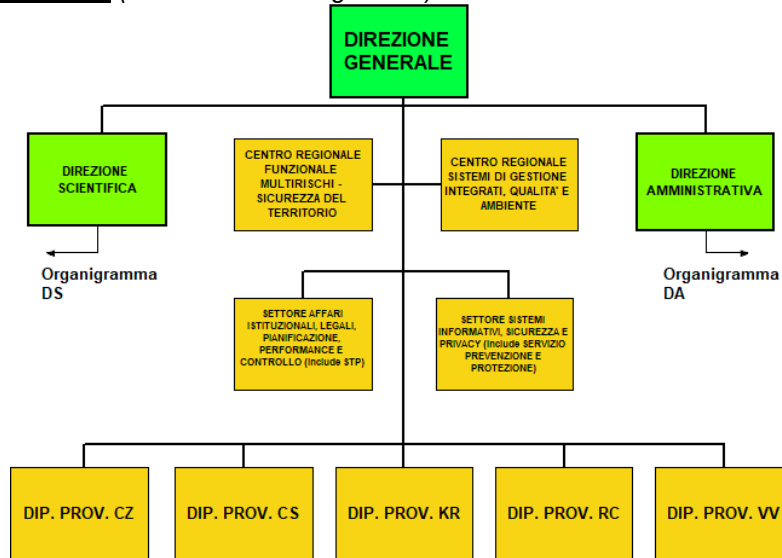 DIREZIONE
GENERALE
DIREZIONE
SCIENTIFICA
CENTRO REGIONALE
FUNZIONALE
MULTIRISCHI -
SICUREZZA DEL
TERRITORIO
CENTRO REGIONALE
SISTEMI DI GESTIONE
INTEGRATI, QUALITA' E
AMBIENTE
DIREZIONE
AMMINISTRATIVA
Organigramma
DS
Organigramma
DA
SETTORE AFFARI
ISTITUZIONALI, LEGALI,
PIANIFICAZIONE,
PERFORMANCE E
CONTROLLO (include STP)
SETTORE SISTEMI
INFORMATIVI, SICUREZZA E
PRIVACY (include SERVIZIO
PREVENZIONE E
PROTEZIONE)
DIP. PROV. CZ
DIP. PROV. CS
DIP. PROV. KR
DIP. PROV. RC
DIP. PROV. VV